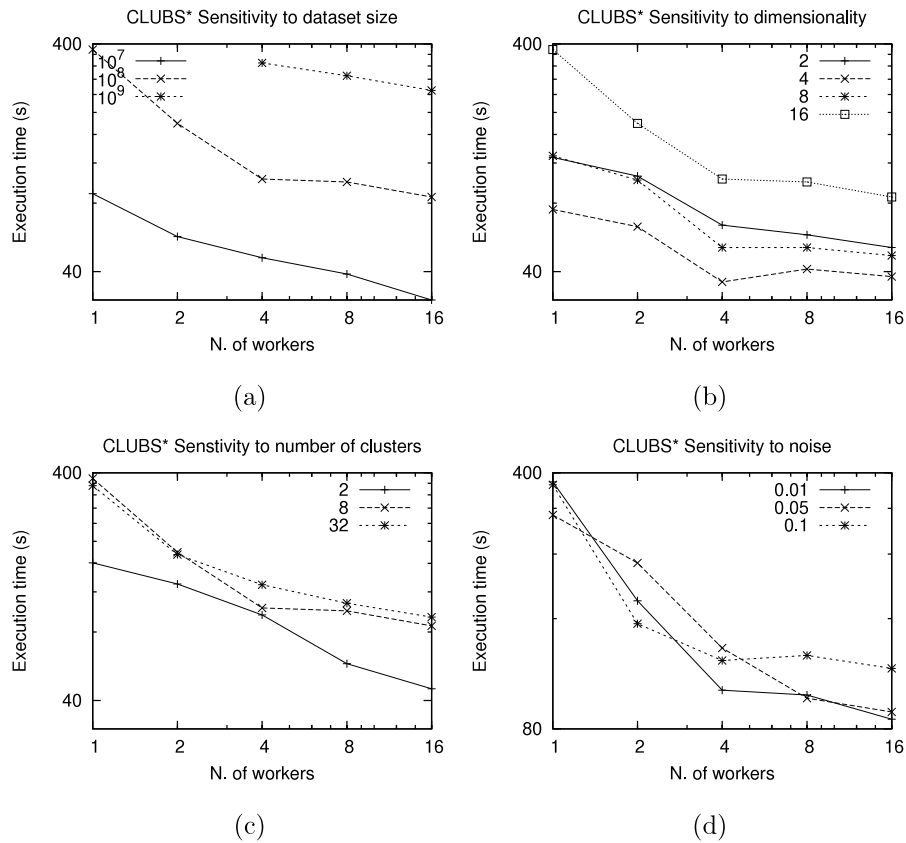 CLUBS* Sensitivity to dataset size
400
40
Execution time (s)
10^7
10^8
10^9
1 2 4 8 16
N. of workers
(a)
CLUBS* Sensitivity to dimensionality
400
40
Execution time (s)
2
4
8
16
1 2 4 8 16
N. of workers
(b)
CLUBS* Senstivity to number of clusters
400
40
Execution time (s)
2
8
32
1 2 4 8 16
N. of workers
(c)
CLUBS* Sensitivity to noise
400
80
Execution time (s)
0.01
0.05
0.1
1 2 4 8 16
N. of workers
(d)